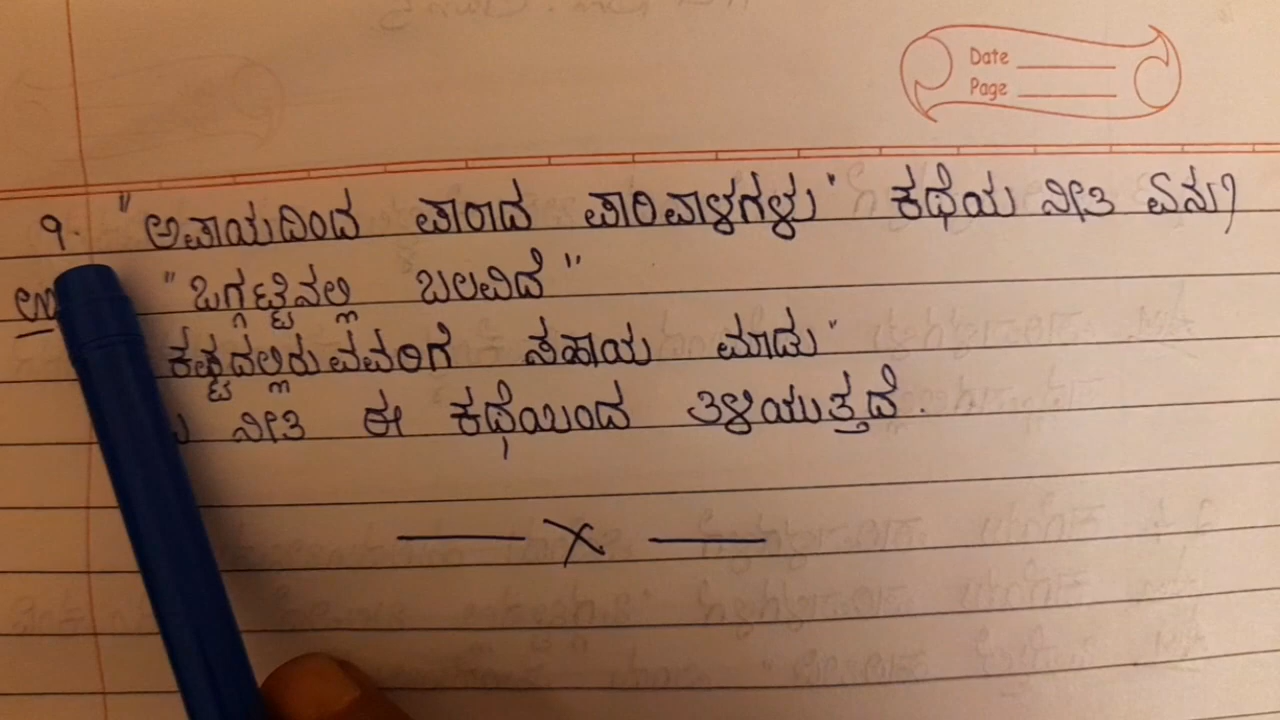 Date
Page
೧. "ಅಪಾಯದಿಂದ ಪಾರಾದ ಪಾರಿವಾಳಗಳು" ಕಥೆಯ ನೀತಿ ಏನು?
"ಒಗ್ಗಟ್ಟಿನಲ್ಲಿ ಬಲವಿದೆ"
ಕಷ್ಟದಲ್ಲಿರುವವರಿಗೆ ಸಹಾಯ ಮಾಡು"
ನೀತಿ ಈ ಕಥೆಯಿಂದ ತಿಳಿಯುತ್ತದೆ.